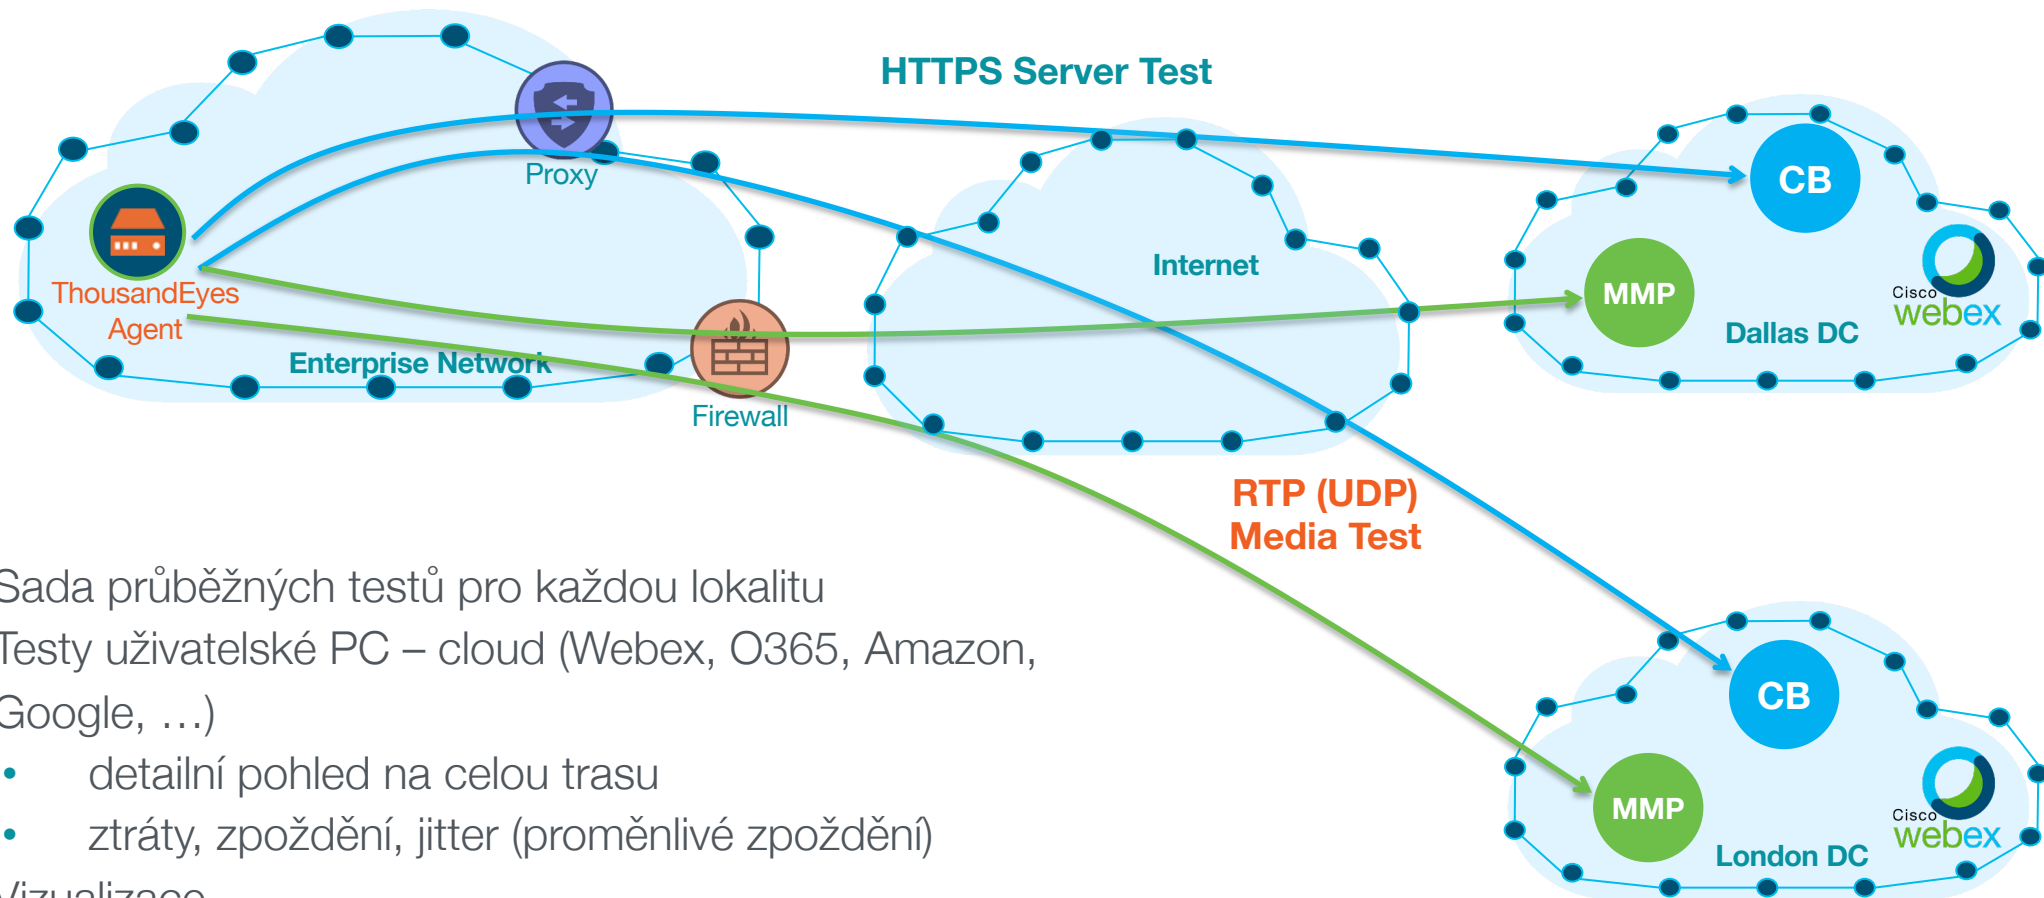 HTTPS Server Test
Proxy
ThousandEyes
Agent
Enterprise Network
Firewall
Internet
CB
MMP
Cisco
webex
Dallas DC
RTP (UDP)
Media Test
CB
MMP
Cisco
webex
London DC
Sada průběžných testů pro každou lokalitu
Testy uživatelské PC – cloud (Webex, O365, Amazon,
Google, …)
• detailní pohled na celou trasu
• ztráty, zpoždění, jitter (proměnlivé zpoždění)
Vizualizace